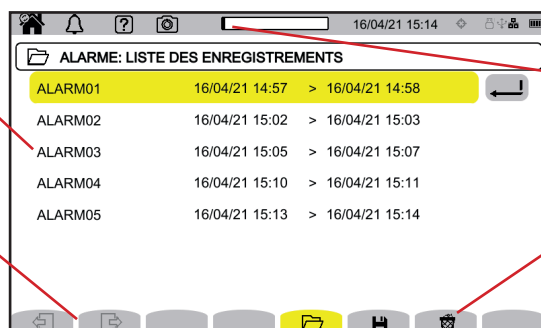 ? 16/04/21 15:14
ALARME: LISTE DES ENREGISTREMENTS
ALARM01 16/04/21 14:57 > 16/04/21 14:58
ALARM02 16/04/21 15:02 > 16/04/21 15:03
ALARM03 16/04/21 15:05 > 16/04/21 15:07
ALARM04 16/04/21 15:10 > 16/04/21 15:11
ALARM05 16/04/21 15:13 > 16/04/21 15:14